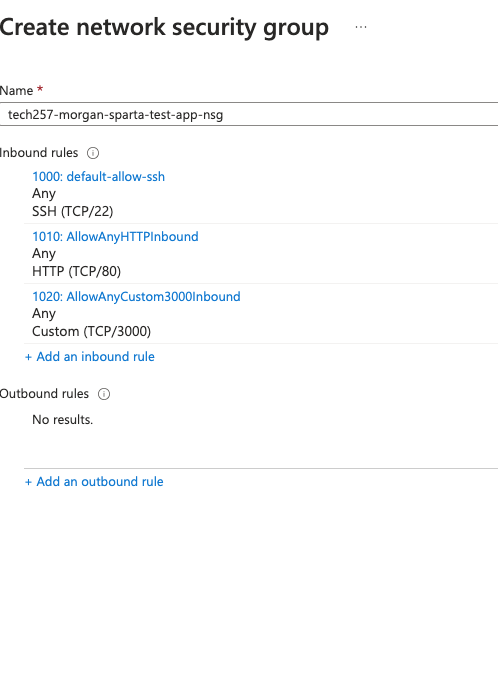 Create network security group ...
Name *
tech257-morgan-sparta-test-app-nsg
Inbound rules
1000: default-allow-ssh
Any
SSH (TCP/22)
1010: AllowAnyHTTPInbound
Any
HTTP (TCP/80)
1020: AllowAnyCustom3000Inbound
Any
Custom (TCP/3000)
+ Add an inbound rule
Outbound rules
No results.
+ Add an outbound rule